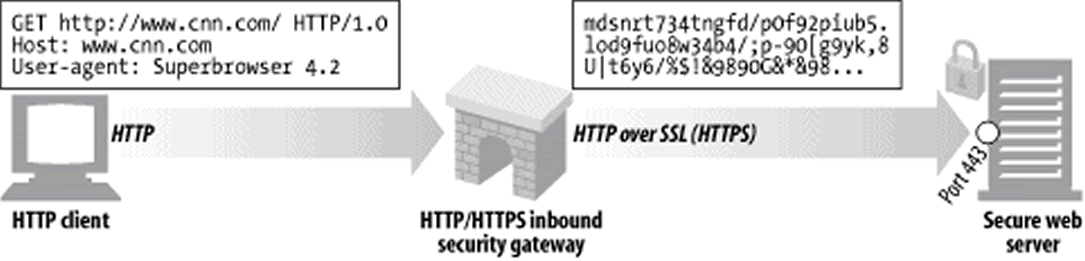 GET http://www.cnn.com/ HTTP/1.0
Host: www.cnn.com
User-agent: Superbrowser 4.2
mdsnrt734tngfd/pOf92piub5.
lod9fuo8w34b4/;p-90[g9yk,8
U|t6y6/%$!&989OG&*&98...
HTTP
HTTP over SSL (HTTPS)
Port 443
HTTP client
HTTP/HTTPS inbound
security gateway
Secure web
server